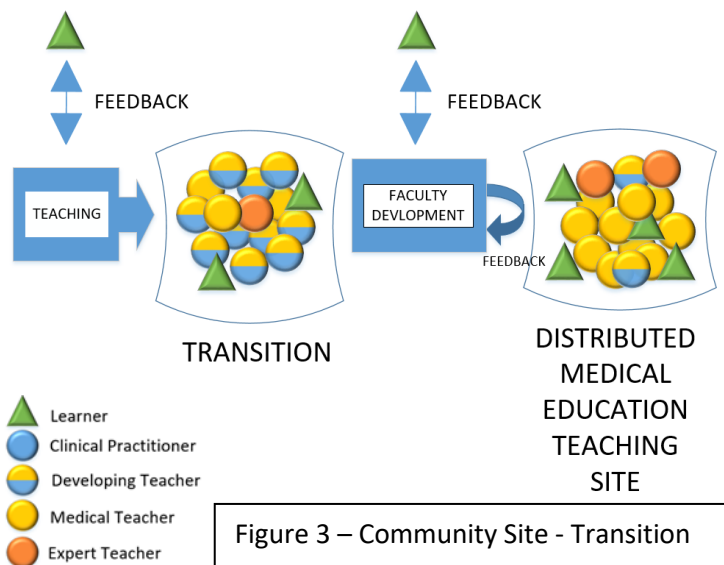 FEEDBACK
FEEDBACK
TEACHING
FACULTY
DEVLOPMENT
FEEDBACK
TRANSITION
DISTRIBUTED
MEDICAL
EDUCATION
TEACHING
SITE
Learner
Clinical Practitioner
Developing Teacher
Medical Teacher
Expert Teacher
Figure 3 – Community Site - Transition